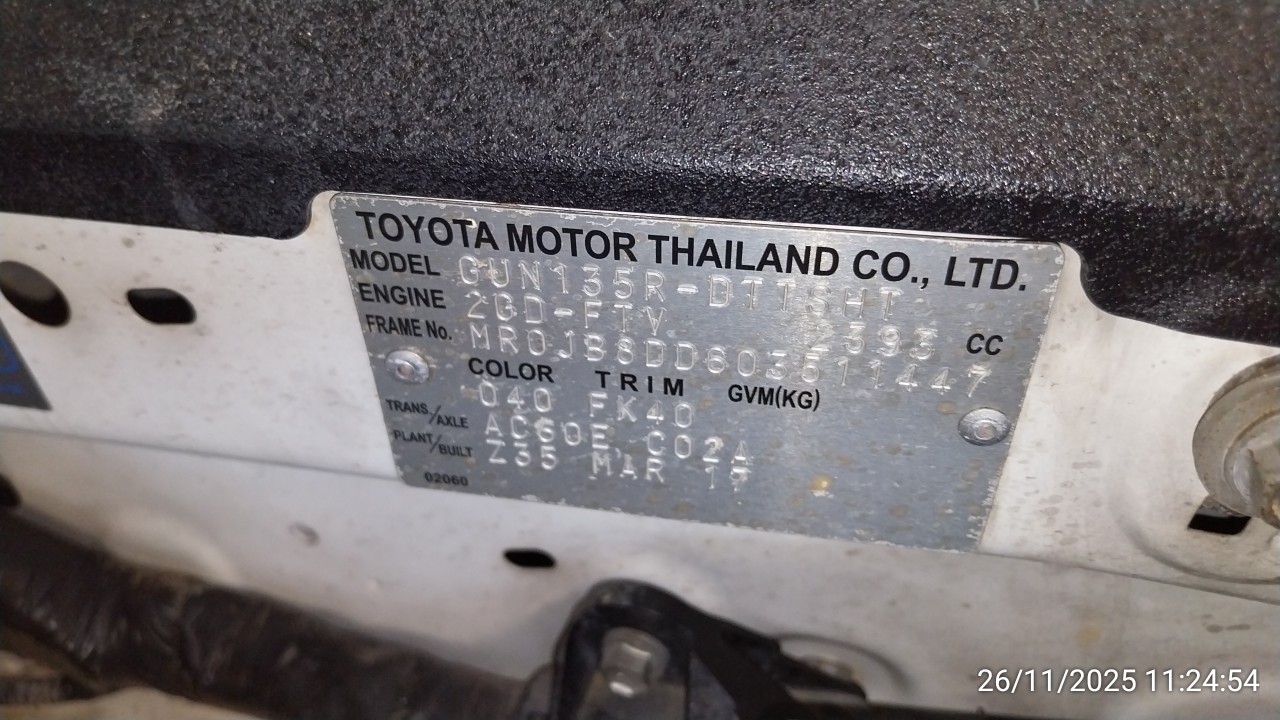 TOYOTA MOTOR THAILAND CO., LTD.
MODEL GUN135R-DTTSHT
ENGINE 2GD-FTV 2393 CC
FRAME No. MR0JB8DD603511447
COLOR TRIM GVM(KG)
040 FK40
TRANS./AXLE AC60E C02A
PLANT/BUILT Z35 MAR 15
02060
26/11/2025 11:24:54